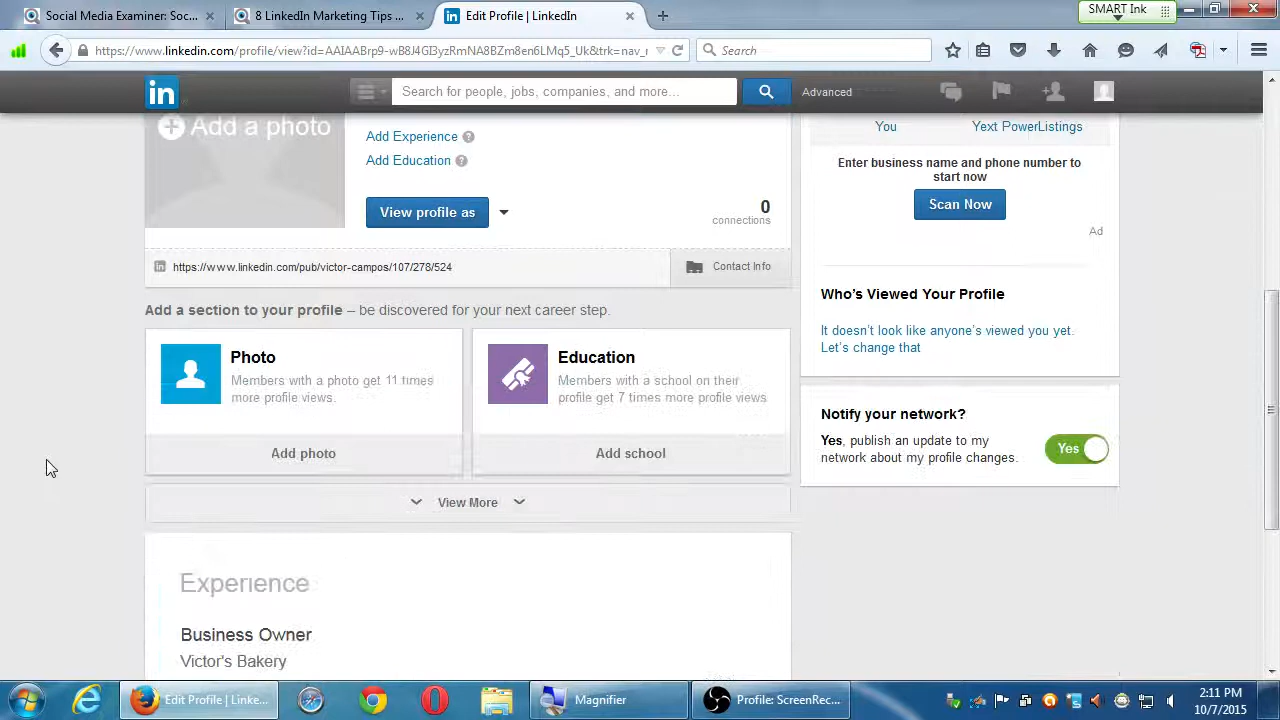 Social Media Examiner: Soc...
8 LinkedIn Marketing Tips ...
Edit Profile | LinkedIn
SMART Ink
https://www.linkedin.com/profile/view?id=AAIAABrp9-wB8J4GI3yzRmNA8BZm8en6LMq5_Uk&trk=nav_r
Search
in
Search for people, jobs, companies, and more...
Advanced
Add a photo
Add Experience ?
Add Education ?
View profile as
0
connections
https://www.linkedin.com/pub/victor-campos/107/278/524
Contact Info
You
Yext PowerListings
Enter business name and phone number to
start now
Scan Now
Ad
Add a section to your profile – be discovered for your next career step.
Photo
Members with a photo get 11 times
more profile views.
Add photo
Education
Members with a school on their
profile get 7 times more profile views
Add school
View More
Who's Viewed Your Profile
It doesn't look like anyone's viewed you yet.
Let's change that
Notify your network?
Yes, publish an update to my
network about my profile changes.
Yes
Experience
Business Owner
Victor's Bakery
Edit Profile | Linke...
Magnifier
Profile: ScreenRec...
2:11 PM
10/7/2015